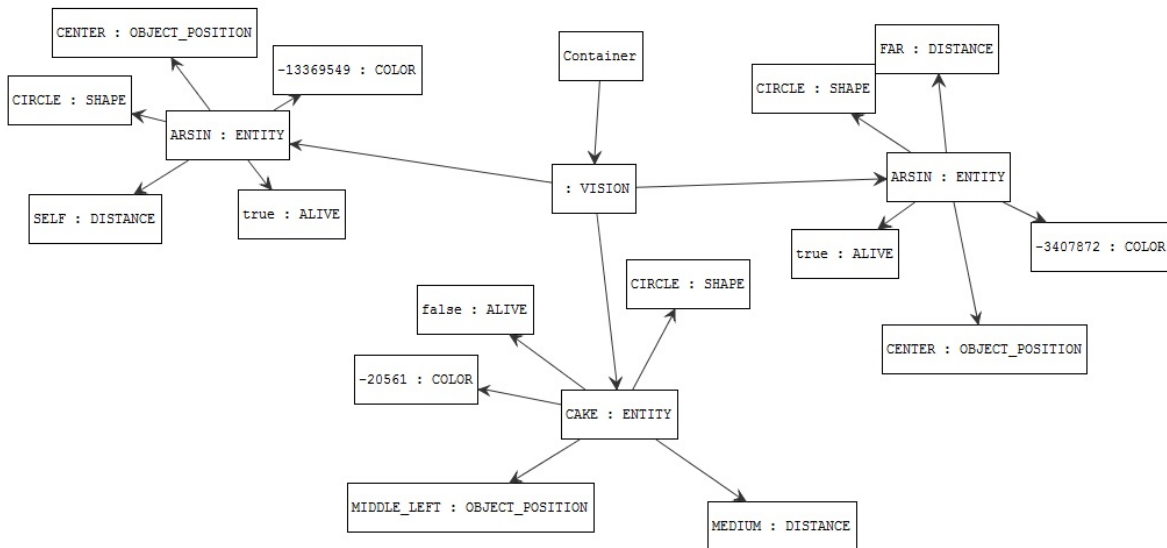 CENTER : OBJECT_POSITION
Container
FAR : DISTANCE
-13369549 : COLOR
CIRCLE : SHAPE
CIRCLE : SHAPE
ARSIN : ENTITY
ARSIN : ENTITY
: VISION
SELF : DISTANCE
true : ALIVE
true : ALIVE
-3407872 : COLOR
CIRCLE : SHAPE
false : ALIVE
CENTER : OBJECT_POSITION
-20561 : COLOR
CAKE : ENTITY
MIDDLE_LEFT : OBJECT_POSITION
MEDIUM : DISTANCE